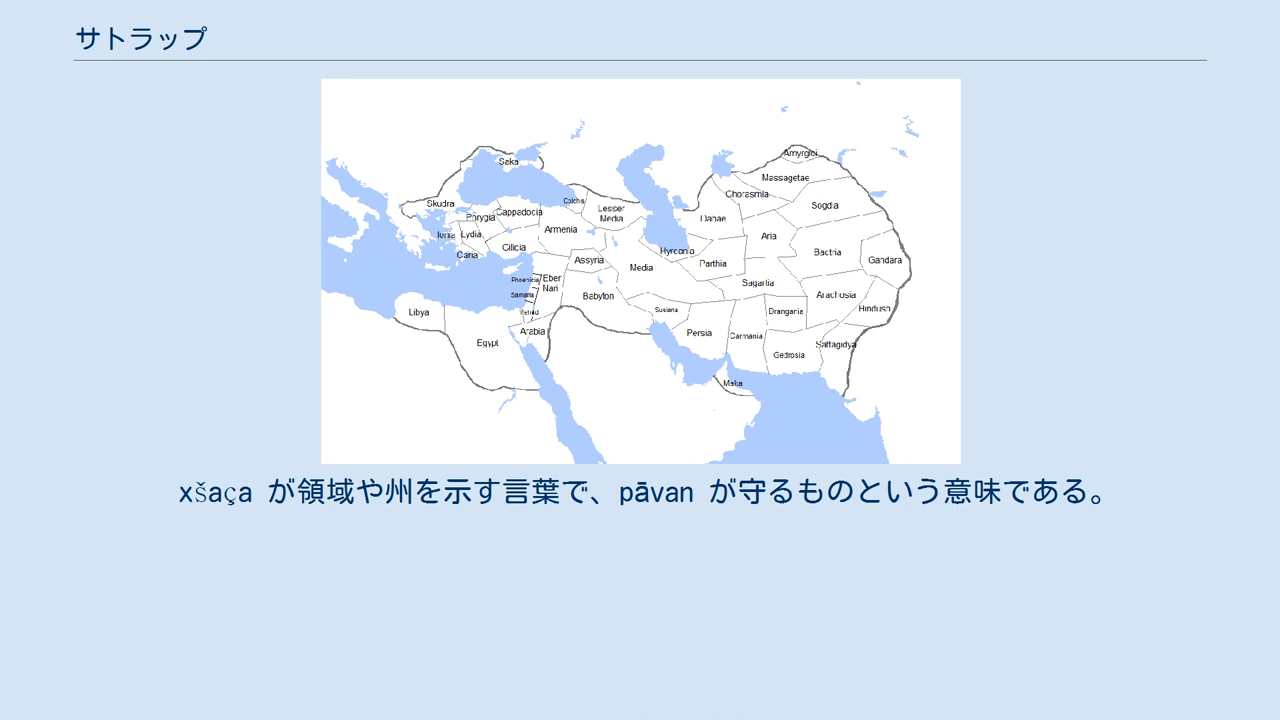 サトラップ
Amyrgioi
Saka
Massagetae
Chorasmia
Colchis
Skudra
Lesser
Media
Sogdia
Phrygia
Cappadocia
Dahae
Armenia
Ionia
Lydia
Aria
Cilicia
Hyrcania
Bactria
Caria
Assyria
Media
Parthia
Gandara
Phoenicia
Eber
Nari
Sagartia
Samaria
Babylon
Arachosia
Libya
Yehud
Susiana
Drangiana
Hindush
Arabia
Persia
Carmania
Egypt
Sattagidya
Gedrosia
Maka
xšaça が領域や州を示す言葉で、pāvan が守るものという意味である。